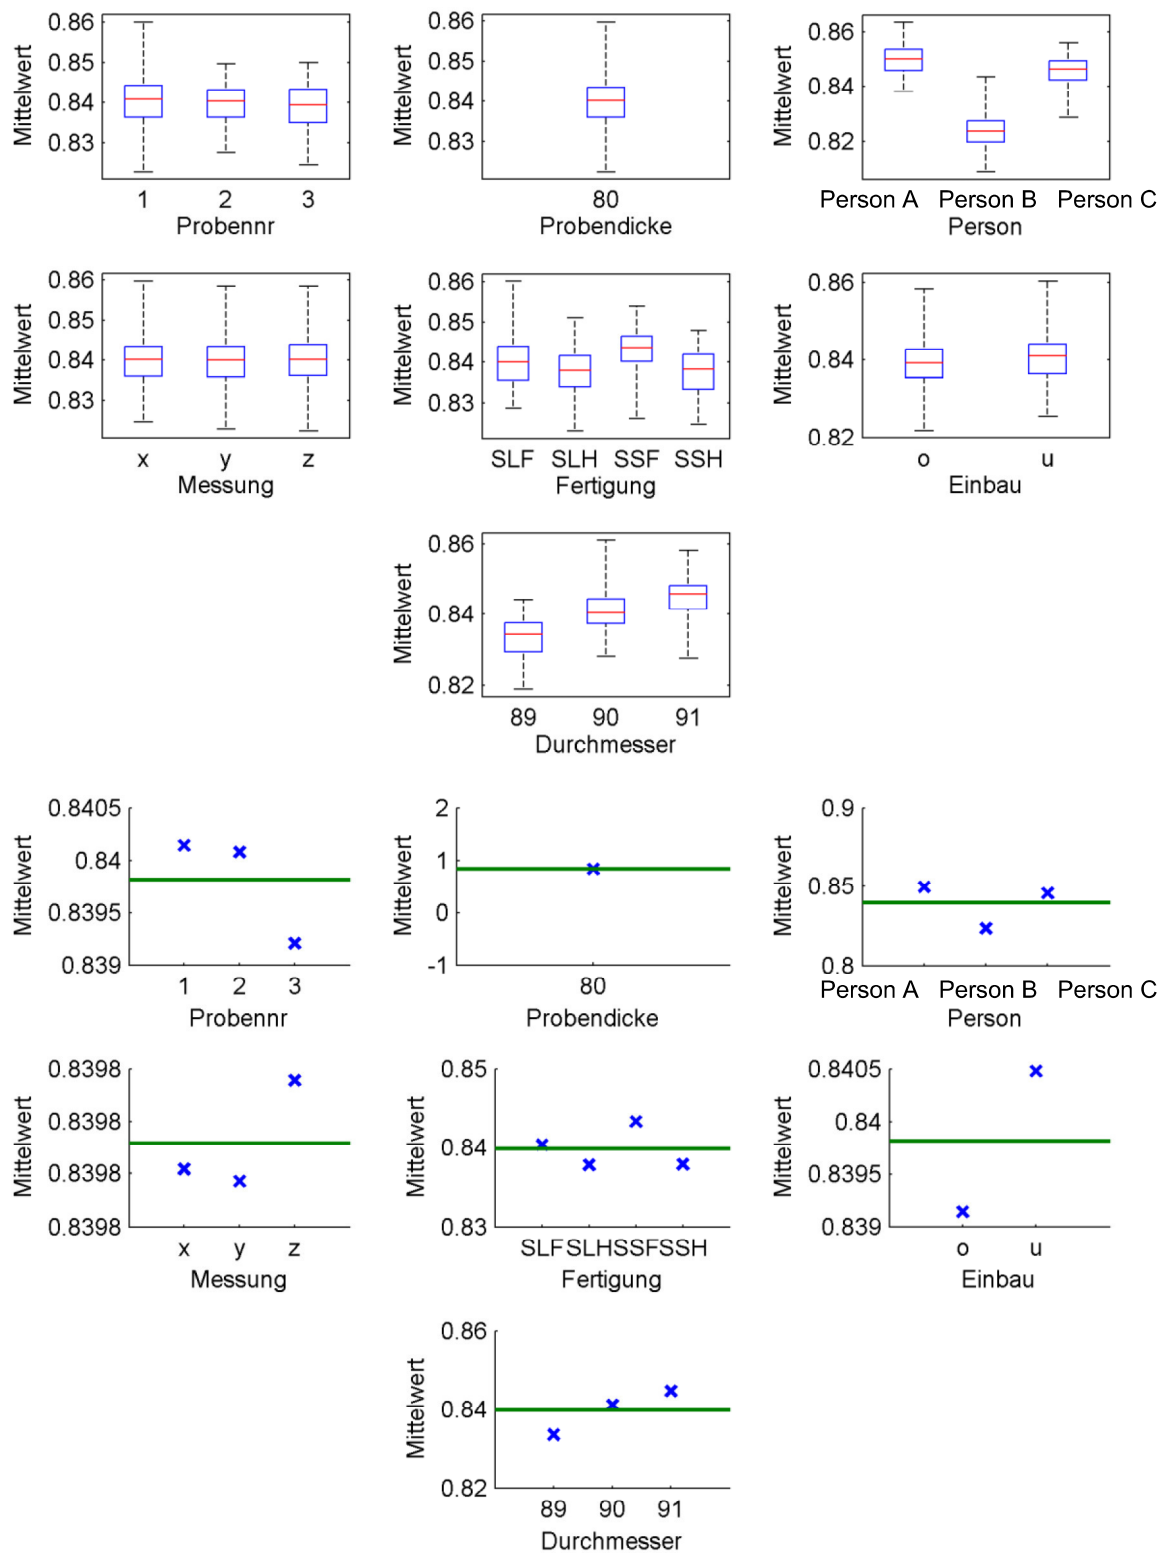 0.86
0.85
0.84
0.83
Mittelwert
1 2 3
Probennr
0.86
0.85
0.84
0.83
Mittelwert
80
Probendicke
0.86
0.84
0.82
Mittelwert
Person A Person B Person C
Person
0.86
0.85
0.84
0.83
Mittelwert
x y z
Messung
0.86
0.85
0.84
0.83
Mittelwert
SLF SLH SSF SSH
Fertigung
0.86
0.84
0.82
Mittelwert
o u
Einbau
0.86
0.84
0.82
Mittelwert
89 90 91
Durchmesser
0.8405
0.84
0.8395
0.839
Mittelwert
1 2 3
Probennr
2
1
0
-1
Mittelwert
80
Probendicke
0.9
0.85
0.8
Mittelwert
Person A Person B Person C
Person
0.8398
0.8398
0.8398
0.8398
Mittelwert
x y z
Messung
0.85
0.84
0.83
Mittelwert
SLF SLH SSF SSH
Fertigung
0.8405
0.84
0.8395
0.839
Mittelwert
o u
Einbau
0.86
0.84
0.82
Mittelwert
89 90 91
Durchmesser